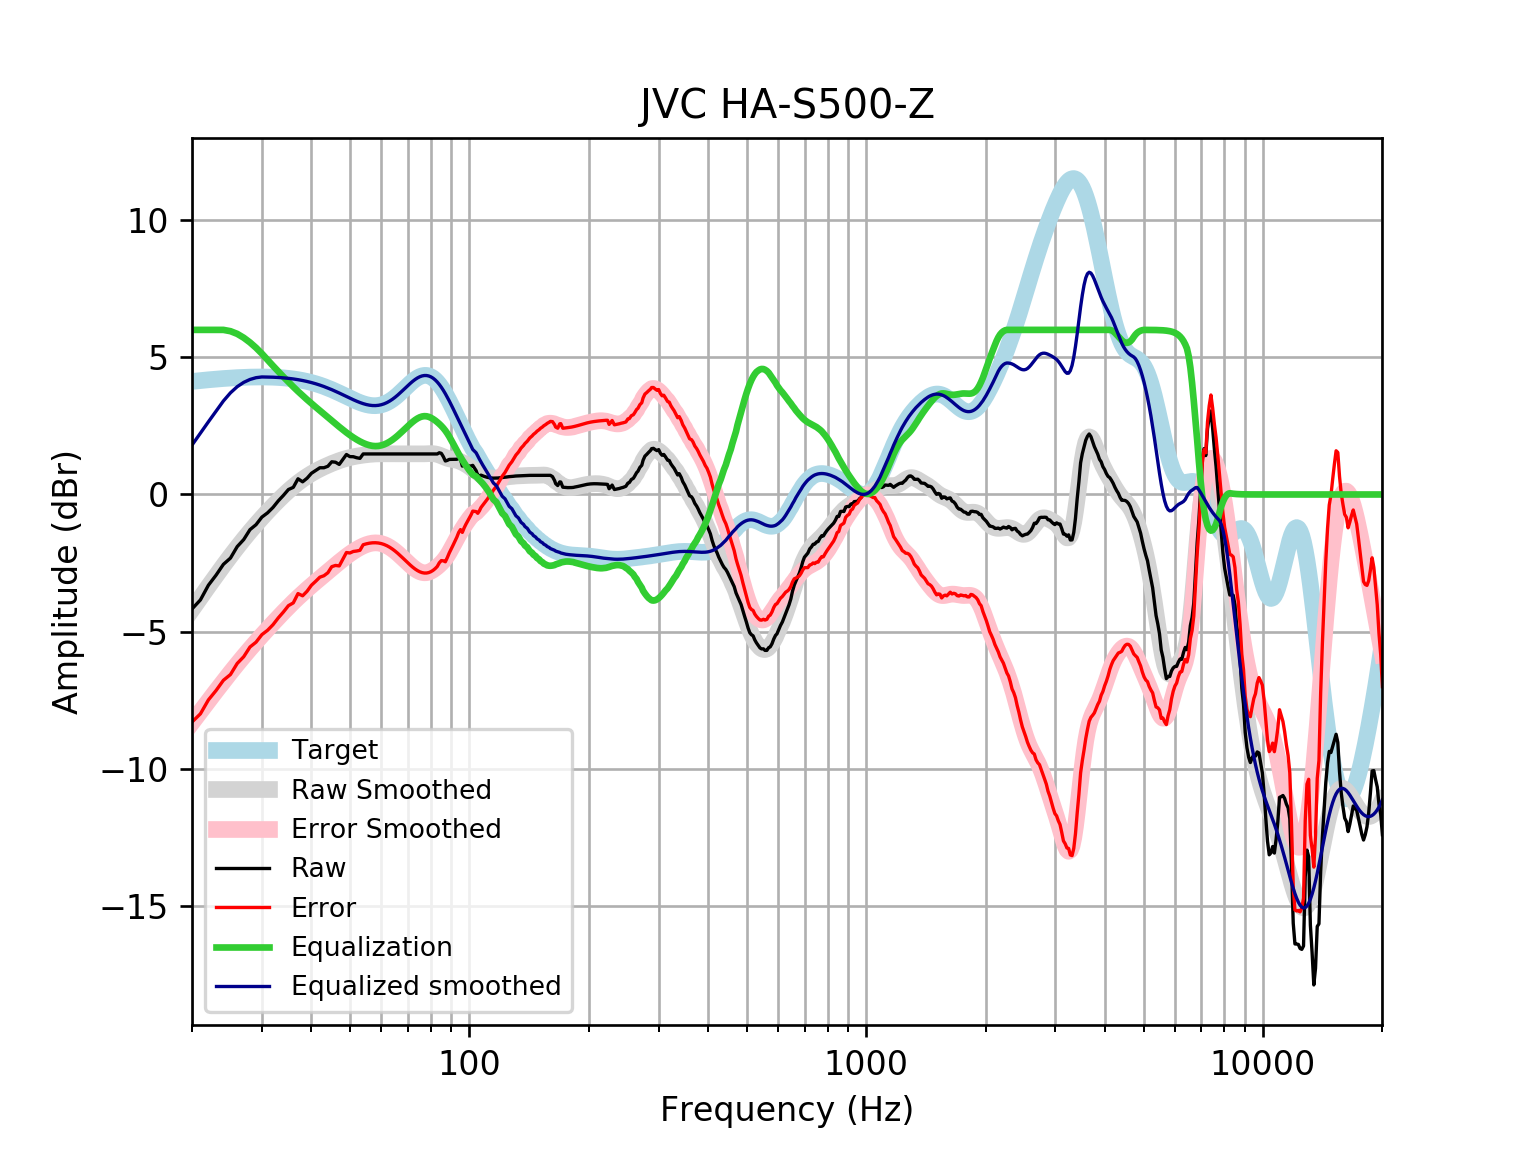 JVC HA-S500-Z
Amplitude (dBr)
10
5
0
−5
−10
−15
Target
Raw Smoothed
Error Smoothed
Raw
Error
Equalization
Equalized smoothed
100
1000
10000
Frequency (Hz)